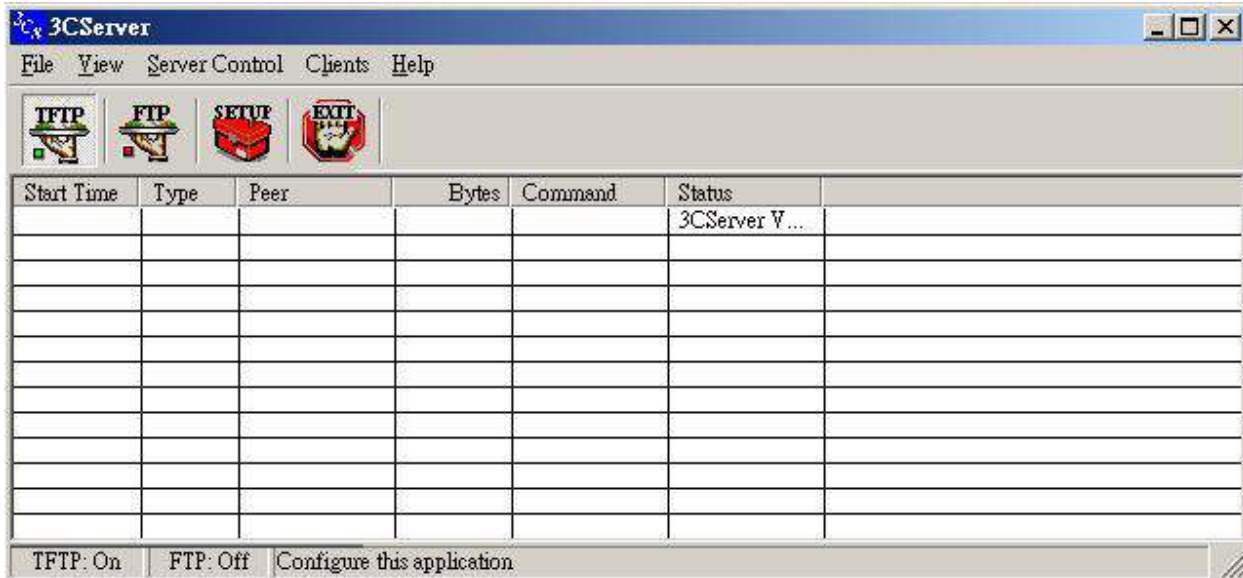 3CS 3CServer
File View Server Control Clients Help
TFTP FTP SETUP EXIT
Start Time Type Peer Bytes Command Status
3CServer V...
TFTP: On FTP: Off Configure this application